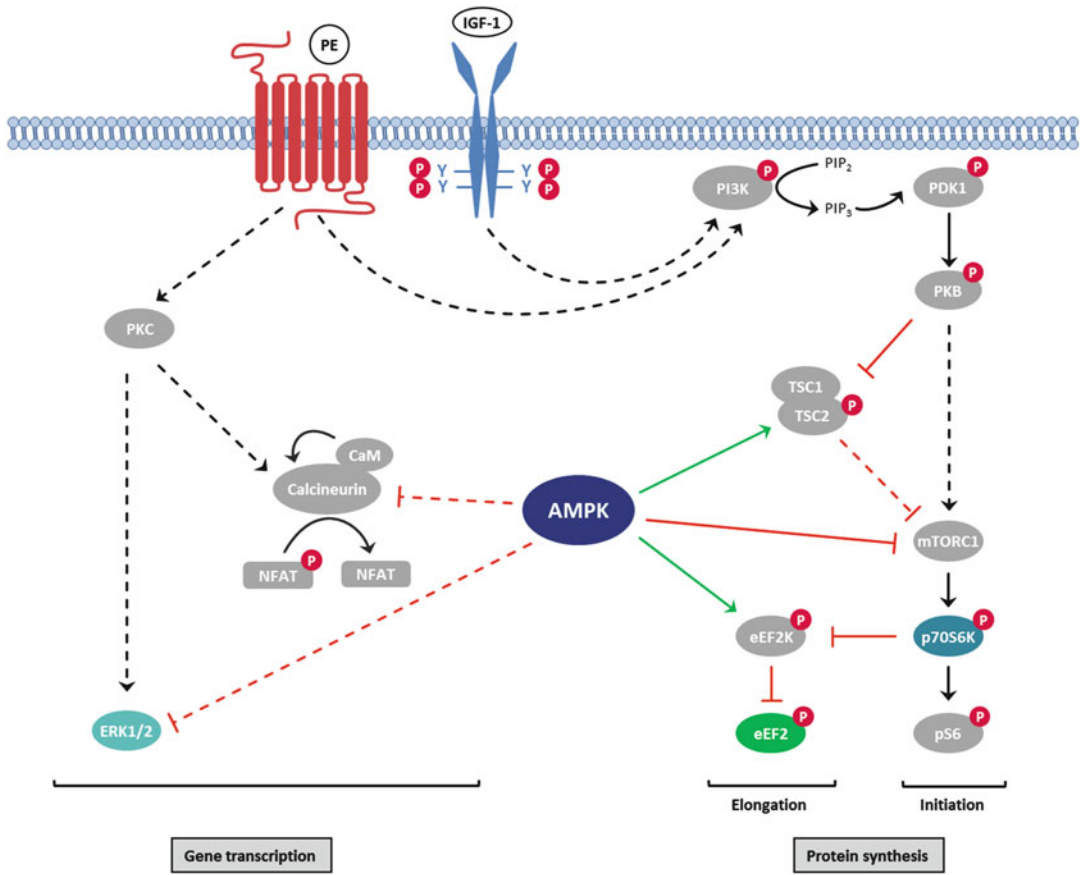 IGF-1
PE
P Y Y P
P Y Y P
PI3K P
PIP2
PIP3
PDK1 P
PKB P
PKC
TSC1
TSC2 P
CaM
Calcineurin
AMPK
mTORC1
NFAT P
NFAT
eEF2K P
p70S6K P
ERK1/2
eEF2 P
pS6 P
Elongation
Initiation
Gene transcription
Protein synthesis